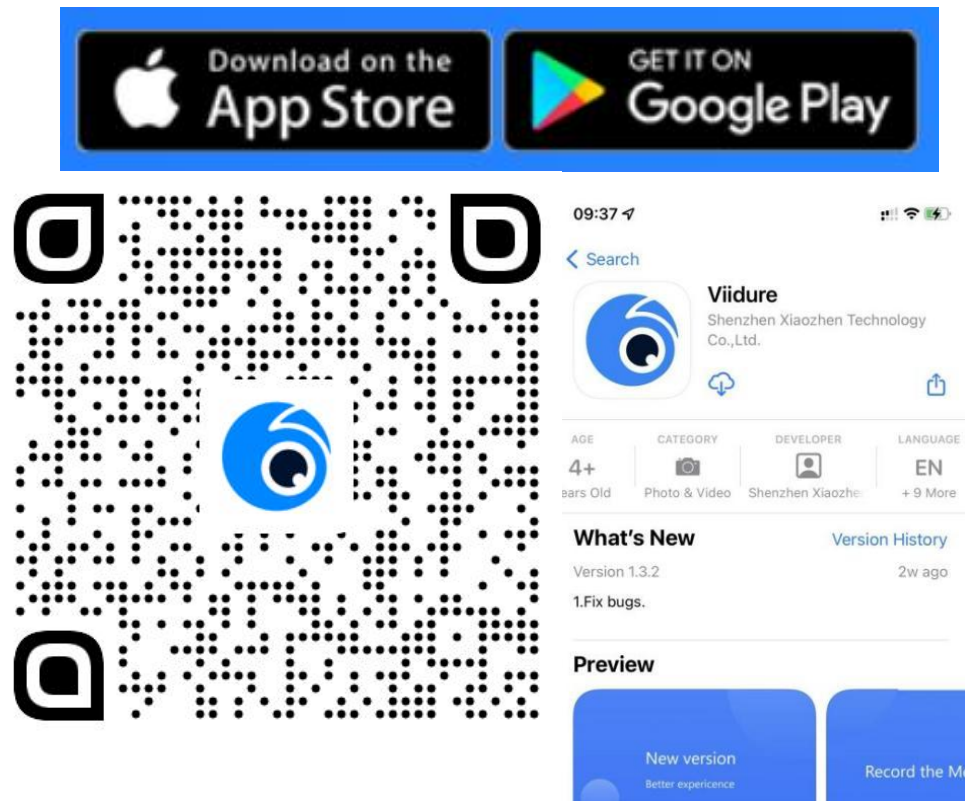 Download on the
App Store
GET IT ON
Google Play
09:37
Search
Viidure
Shenzhen Xiaozhen Technology
Co.,Ltd.
AGE
4+
ears Old
CATEGORY
Photo & Video
DEVELOPER
Shenzhen Xiaozhe
LANGUAGE
EN
+ 9 More
What's New
Version History
Version 1.3.2
2w ago
1.Fix bugs.
Preview
New version
Better expericence
Record the Mo